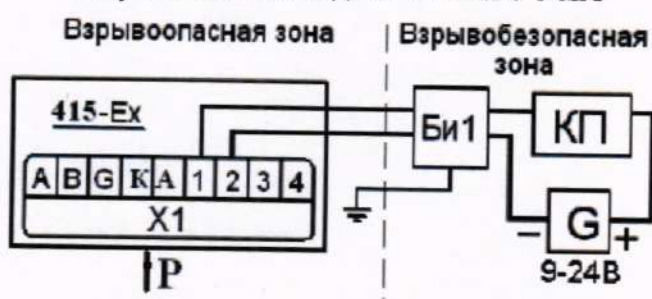 Взрывоопасная зона
Взрывобезопасная зона
415-Ex
A B G К А 1 2 3 4
X1
P
Би1
КП
G
− +
9-24В